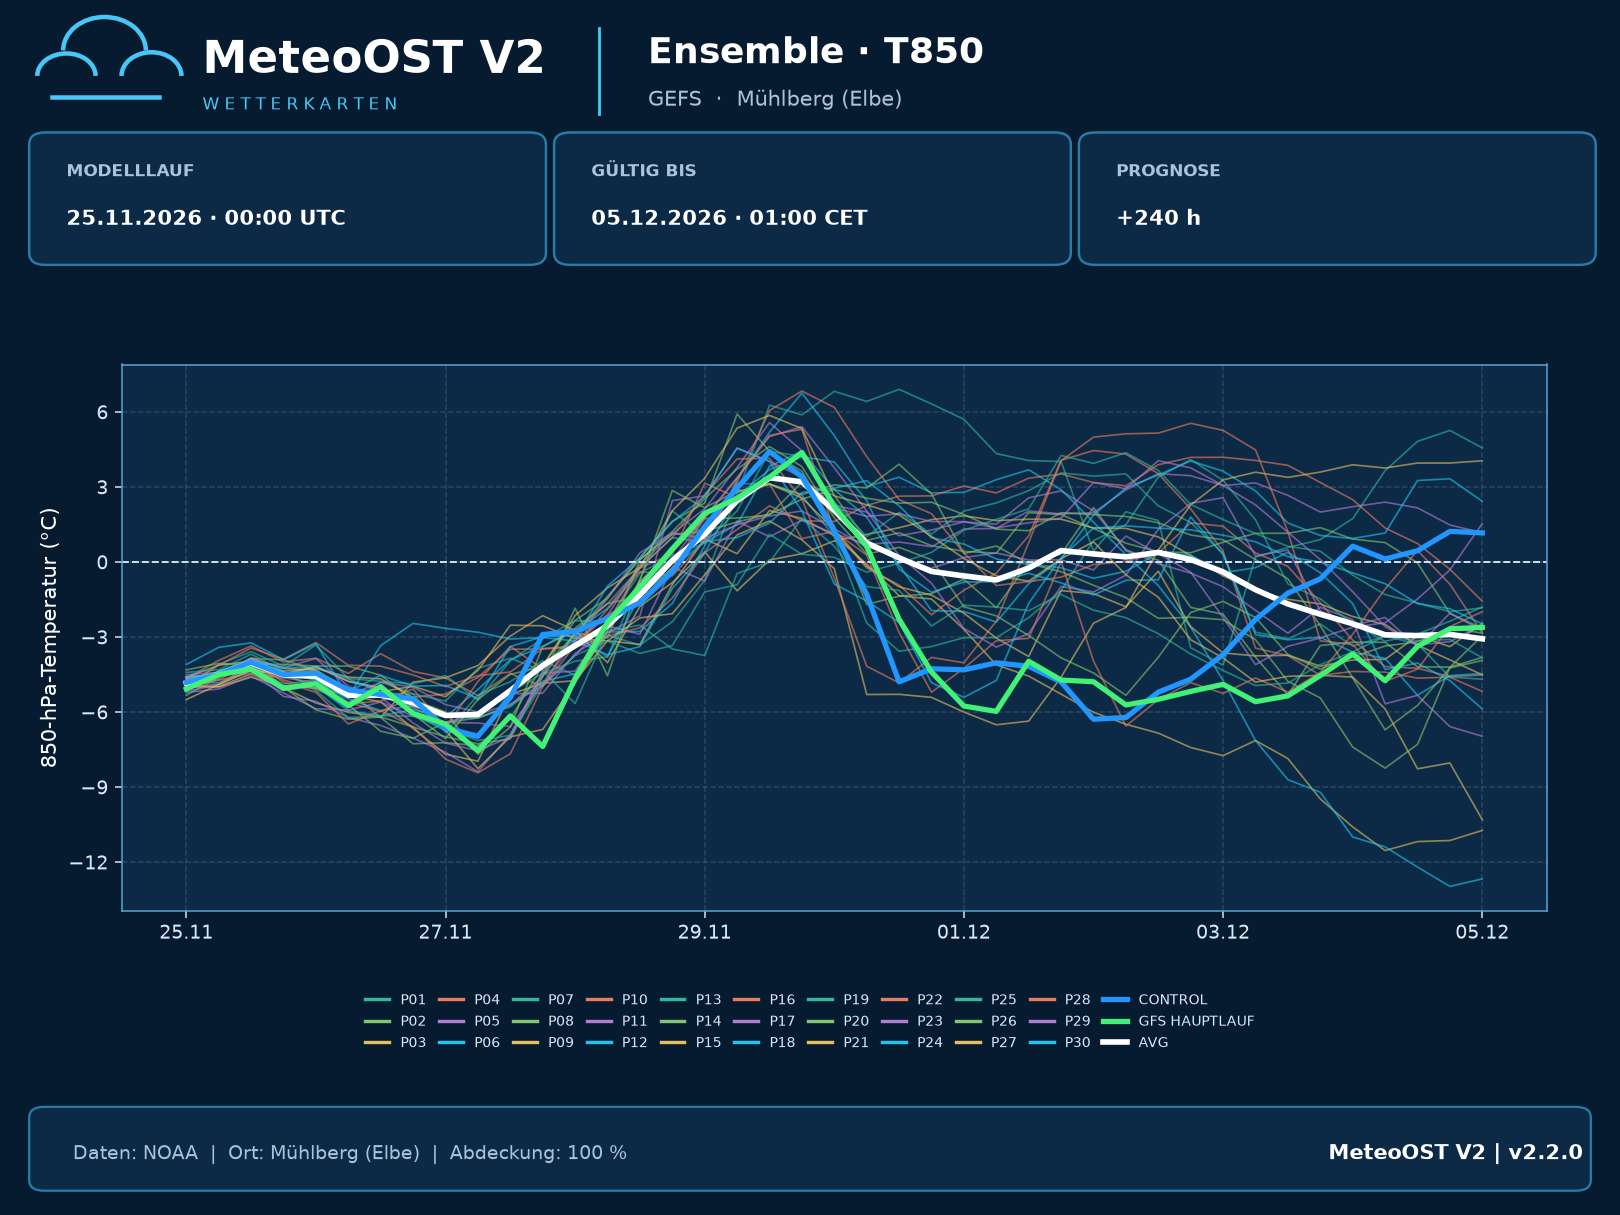 MeteoOST V2
WETTERKARTEN
Ensemble · T850
GEFS · Mühlberg (Elbe)
MODELLLAUF
25.11.2026 · 00:00 UTC
GÜLTIG BIS
05.12.2026 · 01:00 CET
PROGNOSE
+240 h
850-hPa-Temperatur (°C)
6
3
0
−3
−6
−9
−12
25.11 27.11 29.11 01.12 03.12 05.12
P01 P04 P07 P10 P13 P16 P19 P22 P25 P28 CONTROL
P02 P05 P08 P11 P14 P17 P20 P23 P26 P29 GFS HAUPTLAUF
P03 P06 P09 P12 P15 P18 P21 P24 P27 P30 AVG
Daten: NOAA | Ort: Mühlberg (Elbe) | Abdeckung: 100 %
MeteoOST V2 | v2.2.0